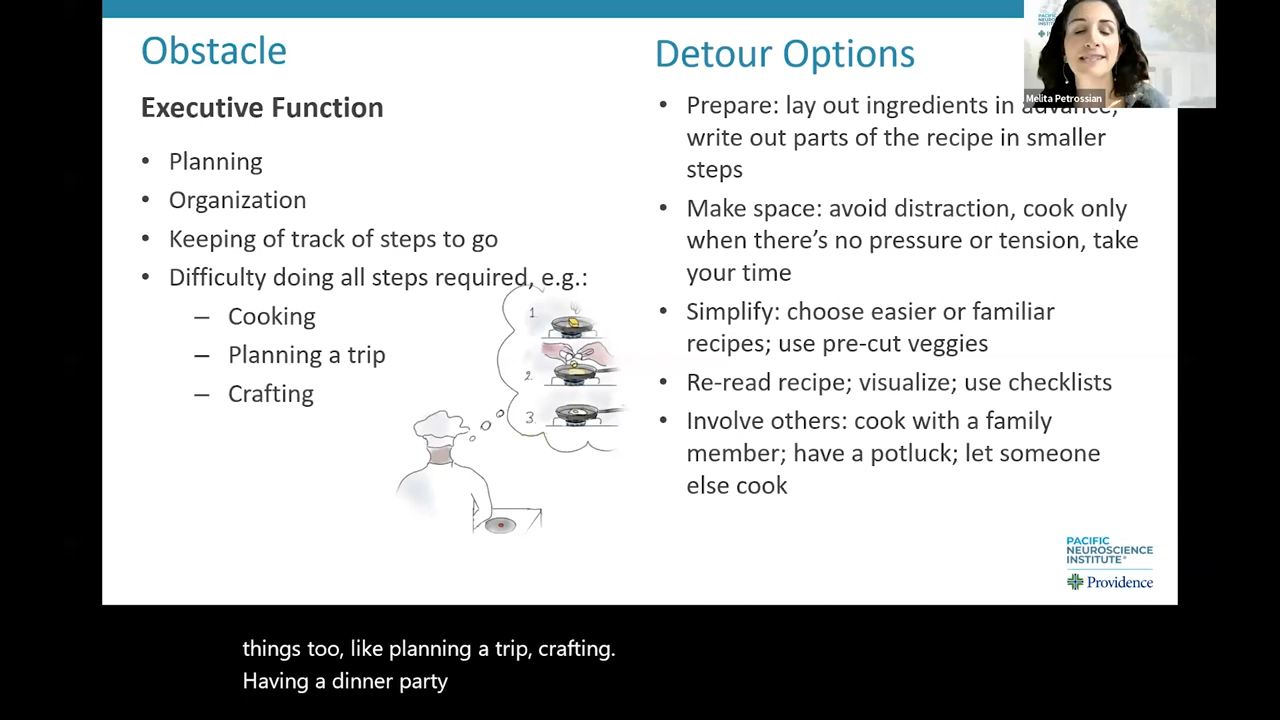 Obstacle
Executive Function
• Planning
• Organization
• Keeping of track of steps to go
• Difficulty doing all steps required, e.g.:
– Cooking
– Planning a trip
– Crafting
1.
2.
3.
Detour Options
• Prepare: lay out ingredients in advance,
write out parts of the recipe in smaller
steps
• Make space: avoid distraction, cook only
when there’s no pressure or tension, take
your time
• Simplify: choose easier or familiar
recipes; use pre-cut veggies
• Re-read recipe; visualize; use checklists
• Involve others: cook with a family
member; have a potluck; let someone
else cook
Melita Petrossian
PACIFIC
NEUROSCIENCE
INSTITUTE®
Providence
things too, like planning a trip, crafting.
Having a dinner party